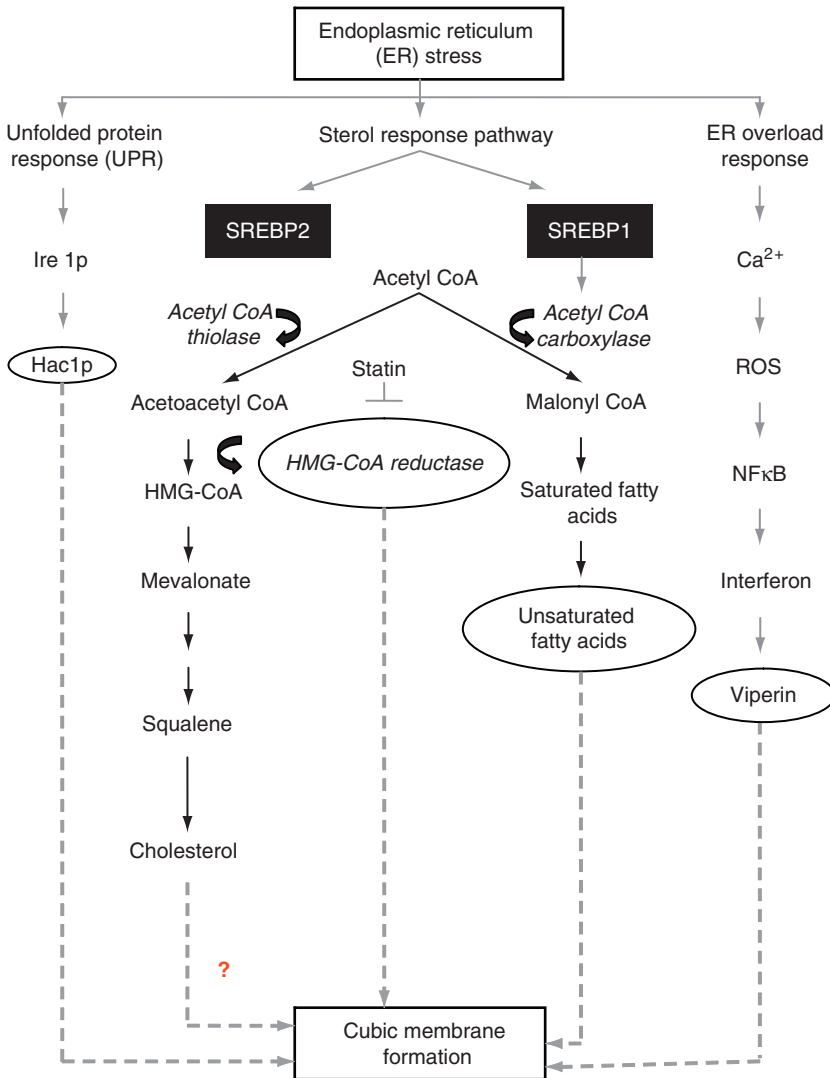 Endoplasmic reticulum
(ER) stress
Unfolded protein
response (UPR)
Sterol response pathway
ER overload
response
SREBP2
SREBP1
Ire 1p
Ca²⁺
Acetyl CoA
Acetyl CoA
thiolase
Acetyl CoA
carboxylase
Hac1p
Statin
ROS
Acetoacetyl CoA
Malonyl CoA
HMG-CoA reductase
HMG-CoA
Saturated fatty
acids
NFκB
Mevalonate
Interferon
Unsaturated
fatty acids
Viperin
Squalene
Cholesterol
?
Cubic membrane
formation